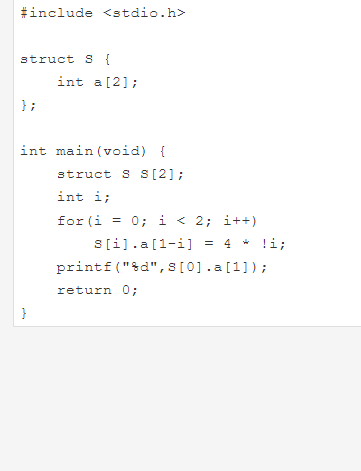 #include <stdio.h>
struct S {
    int a[2];
};
int main(void) {
    struct S S[2];
    int i;
    for(i = 0; i < 2; i++)
        S[i].a[1-i] = 4 * !i;
    printf("%d",S[0].a[1]);
    return 0;
}